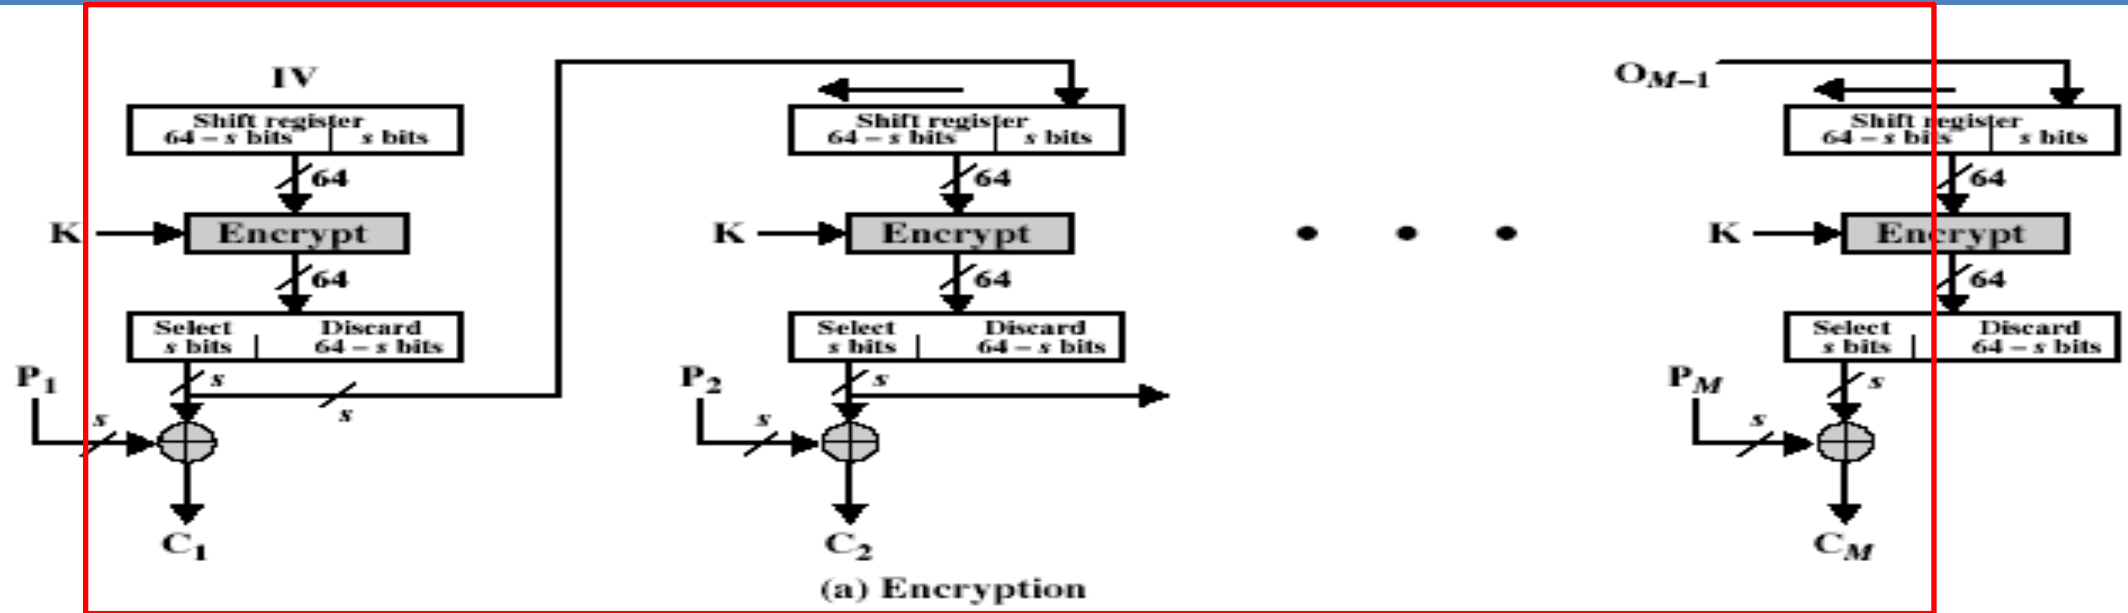 IV
Shift register
64 – s bits | s bits
64
K
Encrypt
64
Select Discard
s bits | 64 – s bits
P1
s
s
s
C1
Shift register
64 – s bits | s bits
64
K
Encrypt
64
Select Discard
s bits | 64 – s bits
P2
s
s
C2
OM–1
Shift register
64 – s bits | s bits
64
K
Encrypt
64
Select Discard
s bits | 64 – s bits
PM
s
s
CM
(a) Encryption